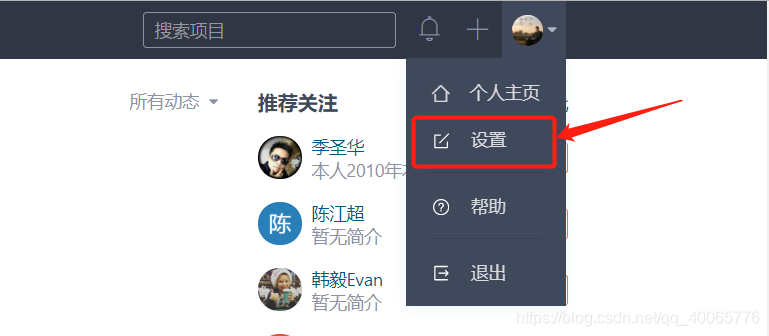 搜索项目
所有动态
推荐关注
季圣华
本人2010年
陈
陈江超
暂无简介
韩毅Evan
暂无简介
个人主页
设置
帮助
退出
https://blog.csdn.net/qq_40065776